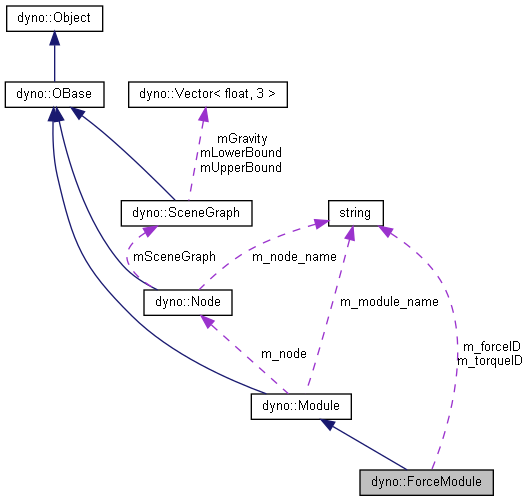 dyno::Object
dyno::OBase
dyno::Vector< float, 3 >
mGravity
mLowerBound
mUpperBound
dyno::SceneGraph
string
mSceneGraph
m_node_name
dyno::Node
m_module_name
m_node
m_forceID
m_torqueID
dyno::Module
dyno::ForceModule